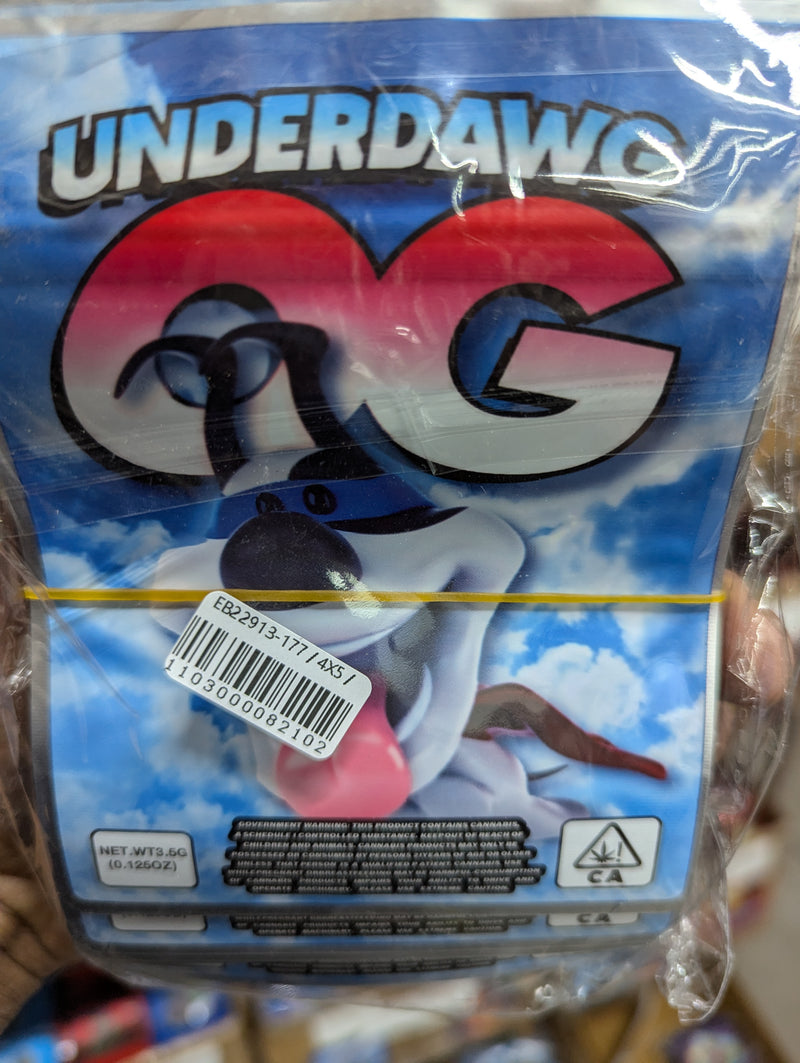 UNDERDAWG
OG
EB22913-177/4X5/
1103000082102
NET.WT3.5G
(0.125OZ)
GOVERNMENT WARNING THIS PRODUCT CONTAINS CANNABIS,
A SCHEDULE I CONTROLLED SUBSTANCE. KEEP OUT OF REACH OF
CHILDREN AND ANIMALS. CANNABIS PRODUCTS MAY ONLY BE
POSSESSED OR CONSUMED BY PERSONS 21 YEARS OF AGE OR OLDER
UNLESS THE PERSON IS A QUALIFIED PATIENT. CANNABIS USE
WHILE PREGNANT OR BREASTFEEDING MAY BE HARMFUL. CONSUMPTION
OF CANNABIS PRODUCTS IMPAIRS YOUR ABILITY TO DRIVE AND
OPERATE MACHINERY. PLEASE USE EXTREME CAUTION.
CA
CA